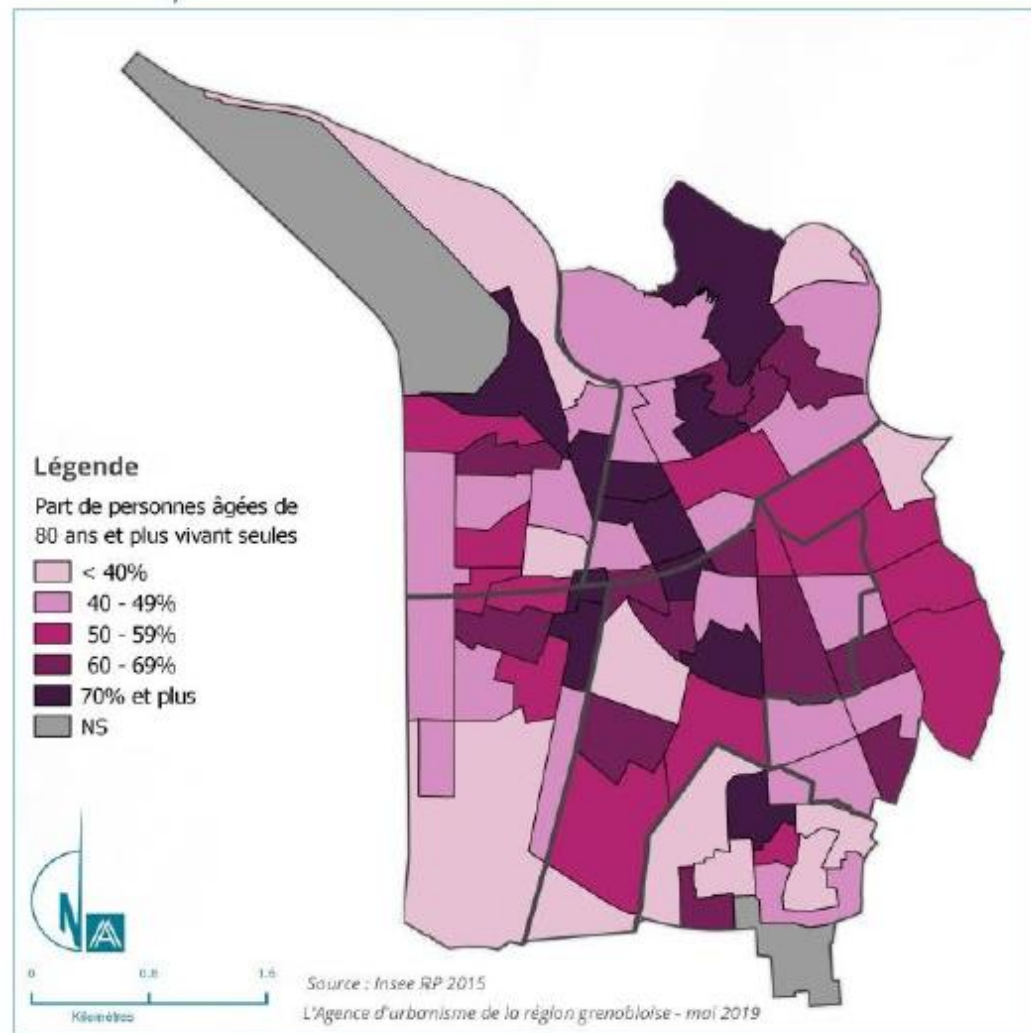 Légende
Part de personnes âgées de
80 ans et plus vivant seules
< 40%
40 - 49%
50 - 59%
60 - 69%
70% et plus
NS
N
0 0.8 1.6
Kilomètres
Source : Insee RP 2015
L'Agence d'urbanisme de la région grenobloise - mai 2019